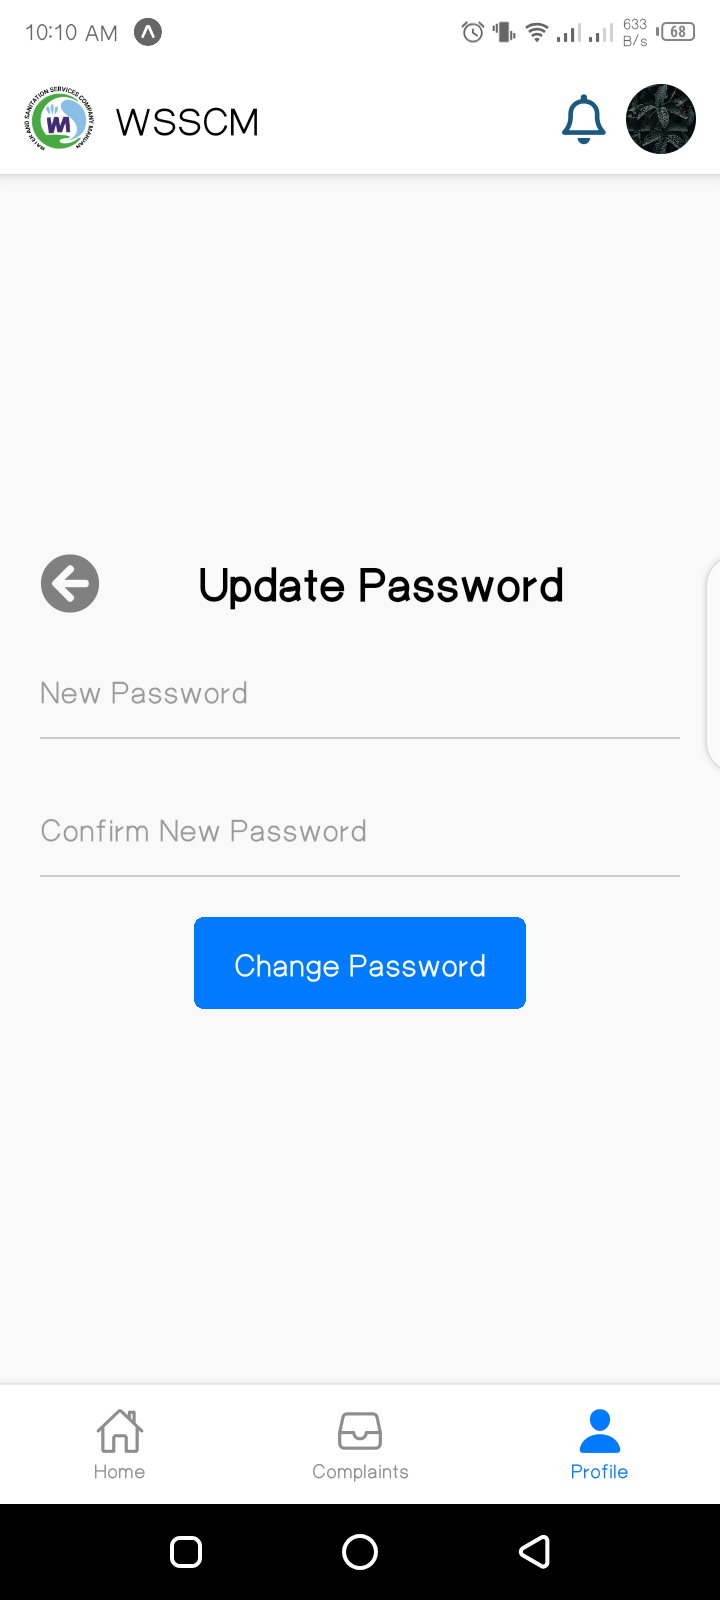 10:10 AM
633
B/s
68
WATER AND SANITATION SERVICES COMPANY MARDAN
WM
WSSCM
Update Password
New Password
Confirm New Password
Change Password
Home
Complaints
Profile